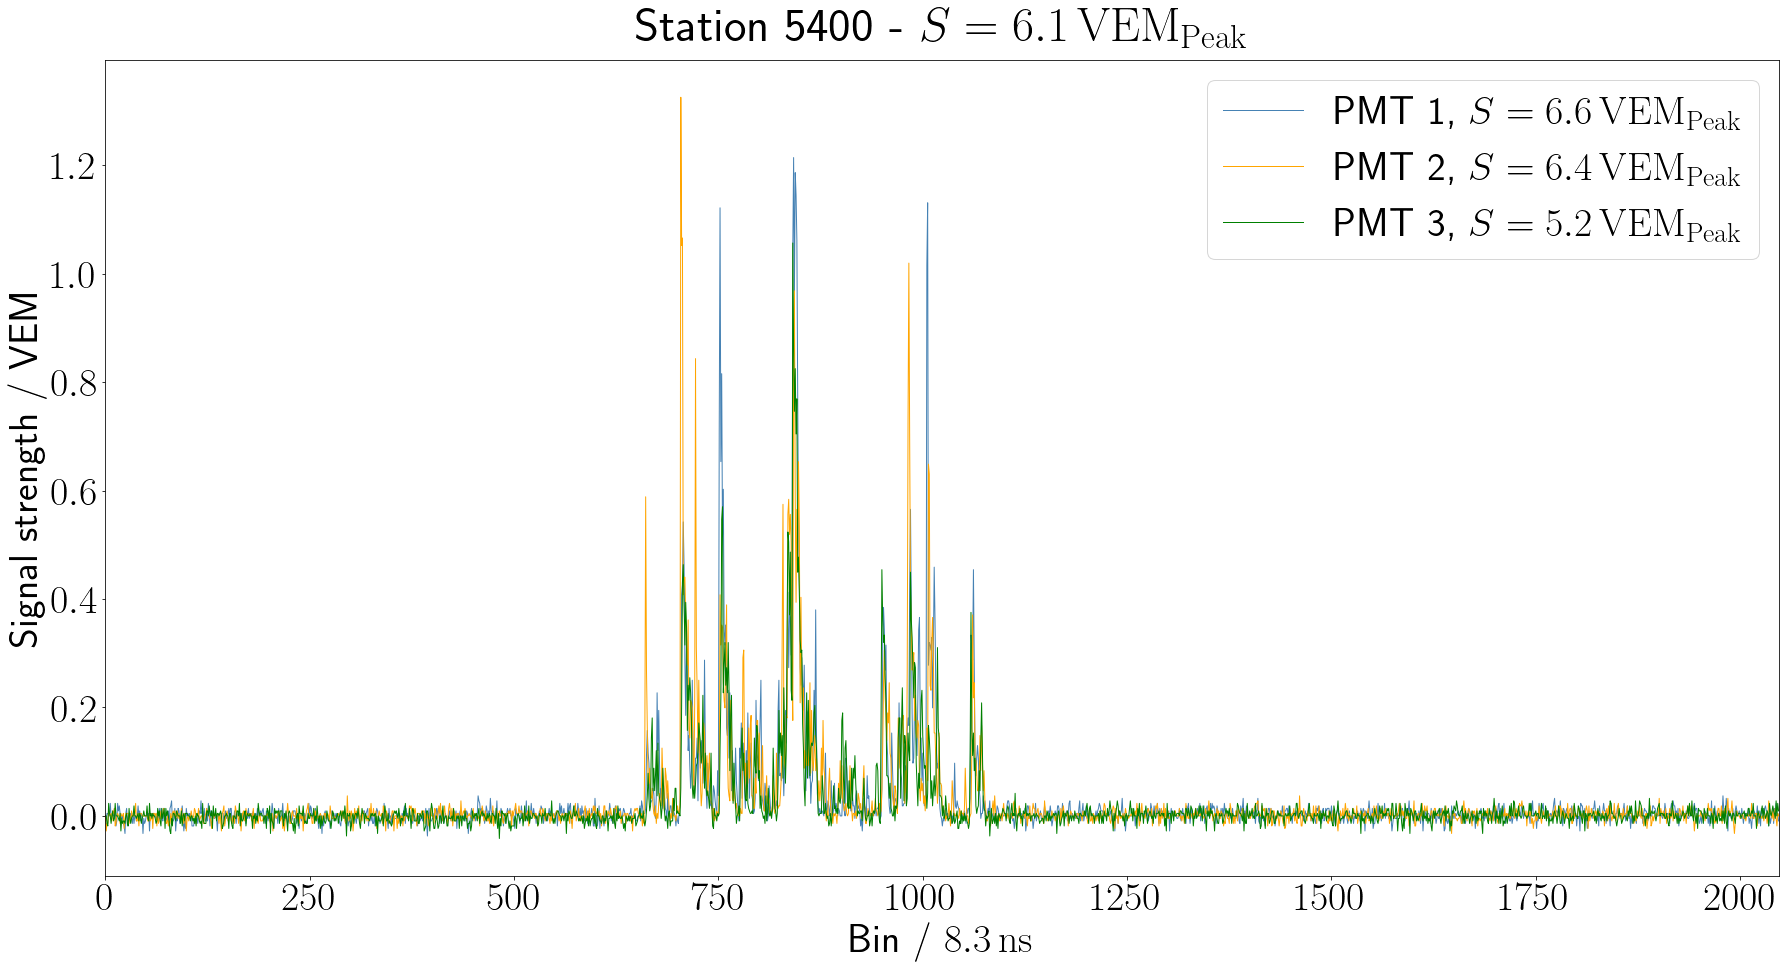 Station 5400 - S = 6.1 VEM_Peak
PMT 1, S = 6.6 VEM_Peak
PMT 2, S = 6.4 VEM_Peak
PMT 3, S = 5.2 VEM_Peak
Signal strength / VEM
1.2
1.0
0.8
0.6
0.4
0.2
0.0
0 250 500 750 1000 1250 1500 1750 2000
Bin / 8.3 ns